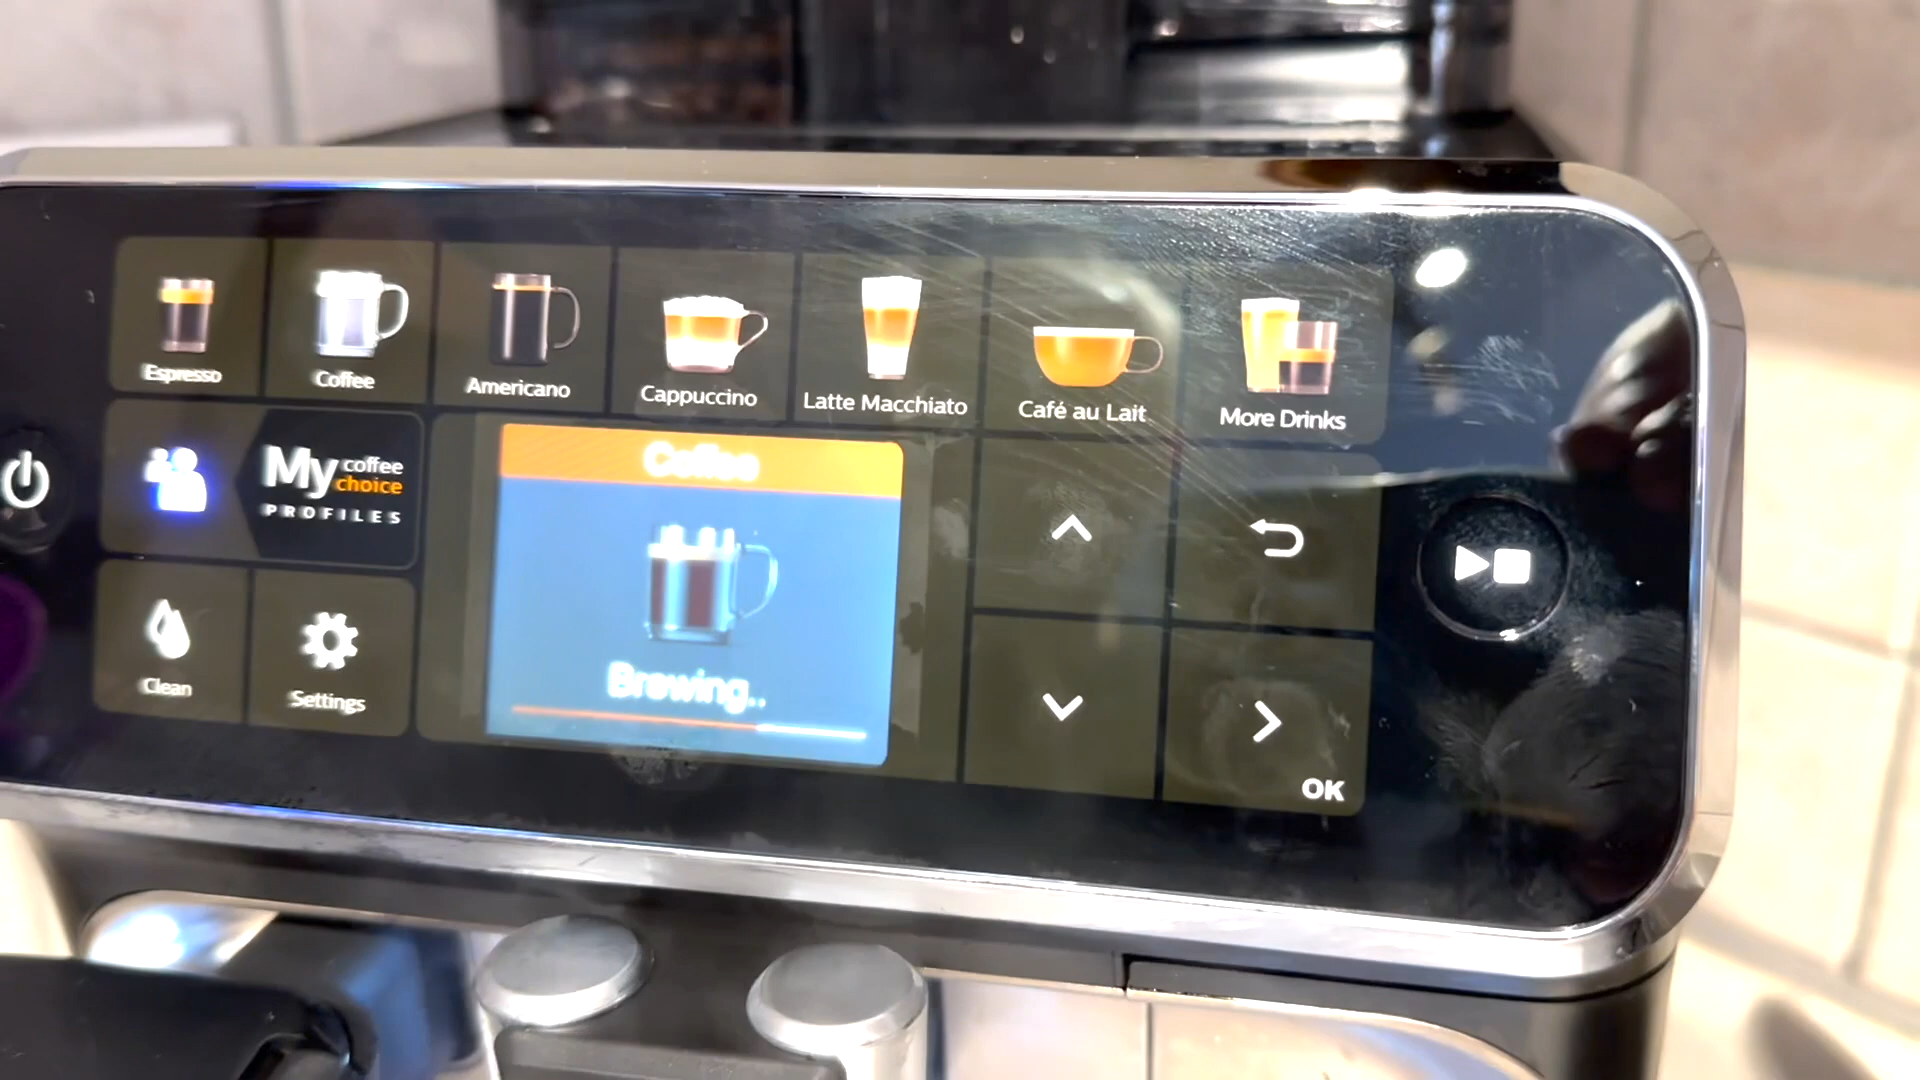 Espresso
Coffee
Americano
Cappuccino
Latte Macchiato
Café au Lait
More Drinks
My coffee choice
PROFILES
Coffee
Brewing..
Clean
Settings
OK